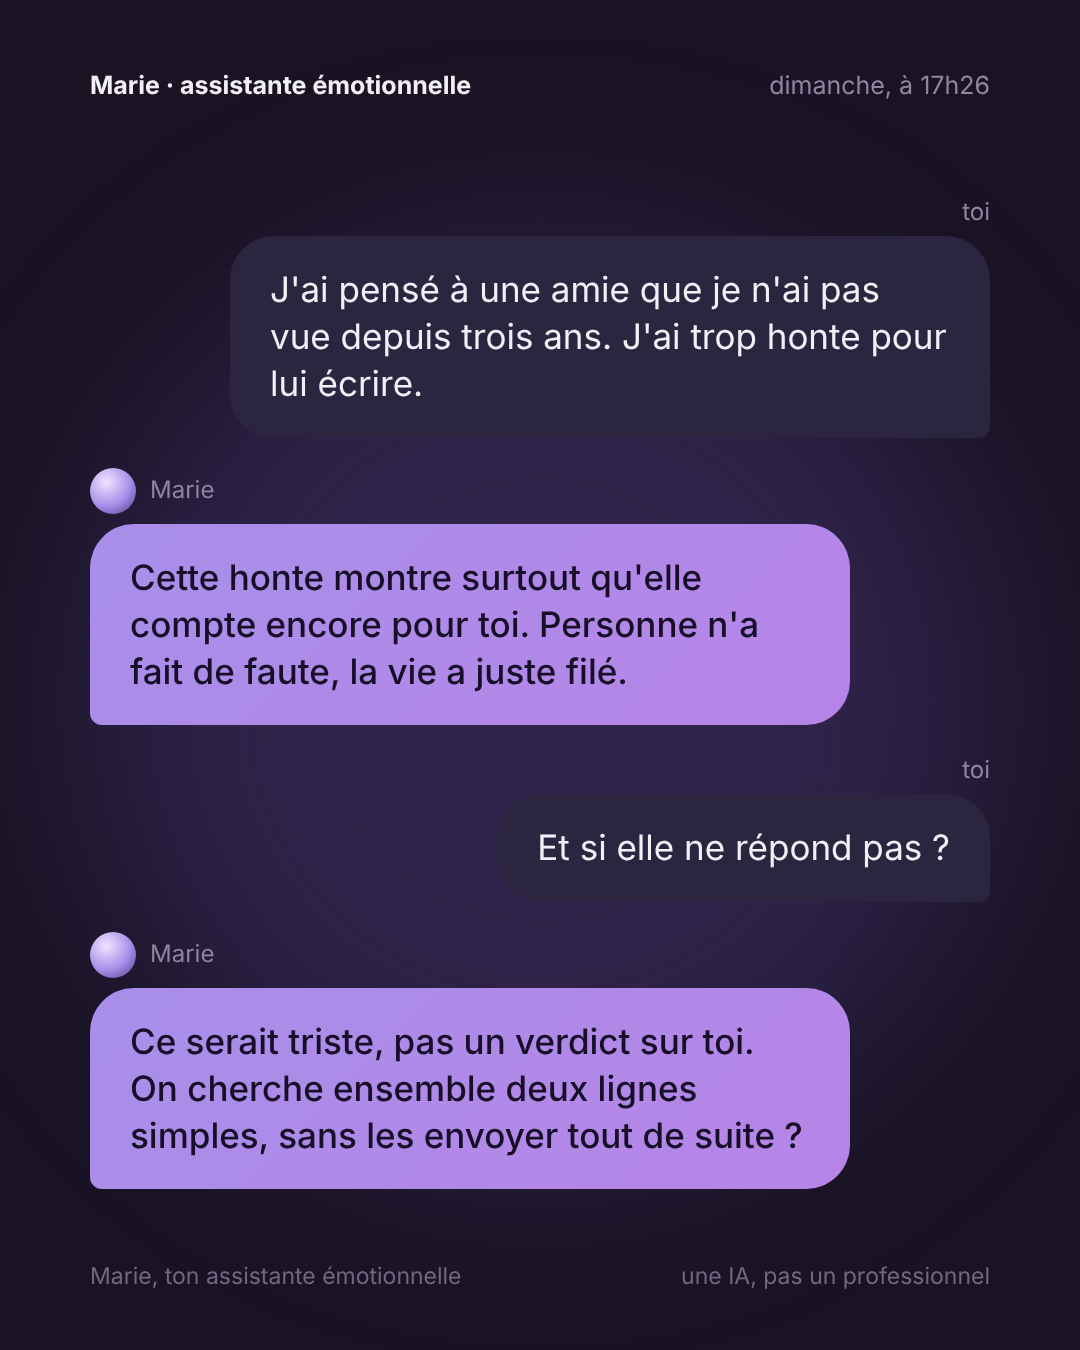 Marie · assistante émotionnelle
dimanche, à 17h26
toi
J'ai pensé à une amie que je n'ai pas
vue depuis trois ans. J'ai trop honte pour
lui écrire.
Marie
Cette honte montre surtout qu'elle
compte encore pour toi. Personne n'a
fait de faute, la vie a juste filé.
toi
Et si elle ne répond pas ?
Marie
Ce serait triste, pas un verdict sur toi.
On cherche ensemble deux lignes
simples, sans les envoyer tout de suite ?
Marie, ton assistante émotionnelle
une IA, pas un professionnel